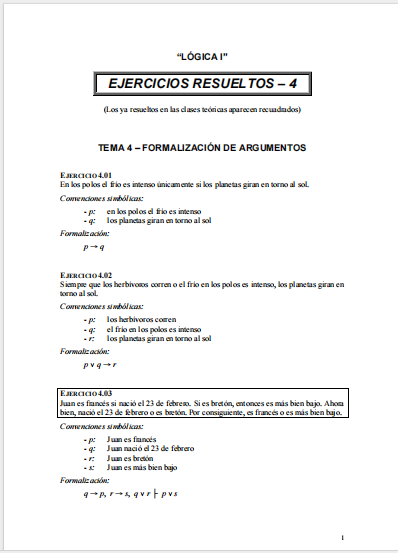 “LÓGICA I”
EJERCICIOS RESUELTOS – 4
(Los ya resueltos en las clases teóricas aparecen recuadrados)
TEMA 4 – FORMALIZACIÓN DE ARGUMENTOS
EJERCICIO 4.01
En los polos el frío es intenso únicamente si los planetas giran en torno al sol.
Convenciones simbólicas:
- p: en los polos el frío es intenso
- q: los planetas giran en torno al sol
Formalización:
p → q
EJERCICIO 4.02
Siempre que los herbívoros corren o el frío en los polos es intenso, los planetas giran en
torno al sol.
Convenciones simbólicas:
- p: los herbívoros corren
- q: el frío en los polos es intenso
- r: los planetas giran en torno al sol
Formalización:
p ∨ q → r
EJERCICIO 4.03
Juan es francés si nació el 23 de febrero. Si es bretón, entonces es más bien bajo. Ahora
bien, nació el 23 de febrero o es bretón. Por consiguiente, es francés o es más bien bajo.
Convenciones simbólicas:
- p: Juan es francés
- q: Juan nació el 23 de febrero
- r: Juan es bretón
- s: Juan es más bien bajo
Formalización:
q → p, r → s, q ∨ r ├ p ∨ s
1